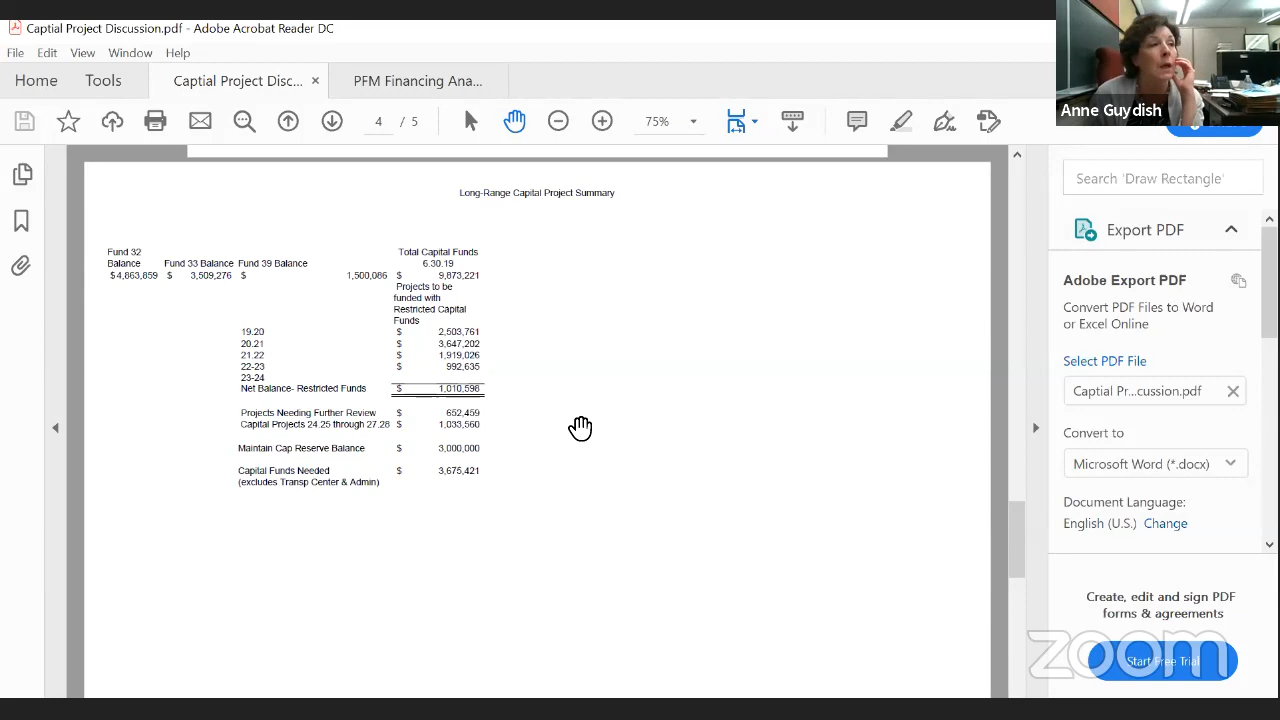 Captial Project Discussion.pdf - Adobe Acrobat Reader DC
File Edit View Window Help
Home Tools Captial Project Disc... × PFM Financing Ana...
4 / 5 75%
Anne Guydish
Long-Range Capital Project Summary
Fund 32 Total Capital Funds
Balance Fund 33 Balance Fund 39 Balance 6.30.19
$ 4,863,859 $ 3,509,276 $ 1,500,086 $ 9,873,221
Projects to be
funded with
Restricted Capital
Funds
19.20 $ 2,503,761
20.21 $ 3,647,202
21.22 $ 1,919,026
22-23 $ 992,635
23-24
Net Balance- Restricted Funds $ 1,010,598
Projects Needing Further Review $ 652,459
Capital Projects 24.25 through 27.28 $ 1,033,560
Maintain Cap Reserve Balance $ 3,000,000
Capital Funds Needed $ 3,675,421
(excludes Transp Center & Admin)
Search 'Draw Rectangle'
Export PDF
Adobe Export PDF
Convert PDF Files to Word
or Excel Online
Select PDF File
Captial Pr...cussion.pdf
Convert to
Microsoft Word (*.docx)
Document Language:
English (U.S.) Change
Create, edit and sign PDF
forms & agreements
Start Free Trial
zoom